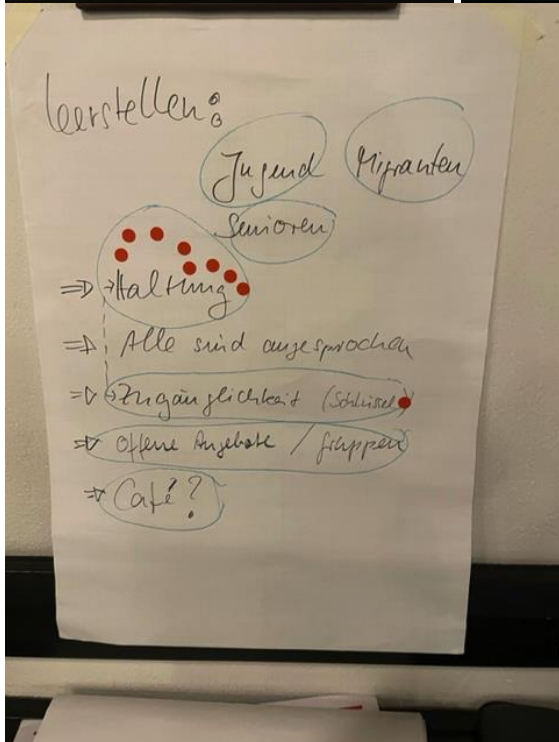 Leerstellen:
Jugend Migranten
Senioren
⇒ → Haltung
⇒ Alle sind angesprochen
⇒ → Zugänglichkeit (Schlüssel)
⇒ Offene Angebote / Gruppen
⇒ Café?